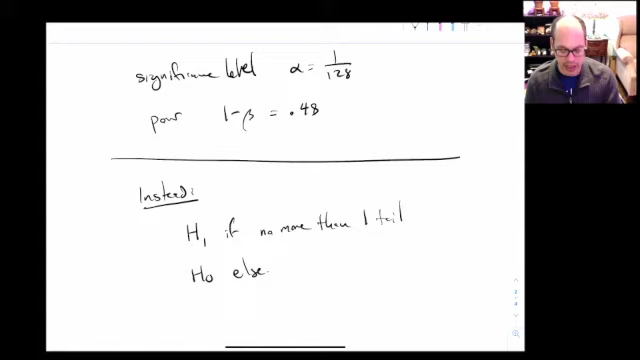 significance level α = 1/128
power 1-β = .48
Instead:
H₁ if no more than 1 tail
H₀ else.